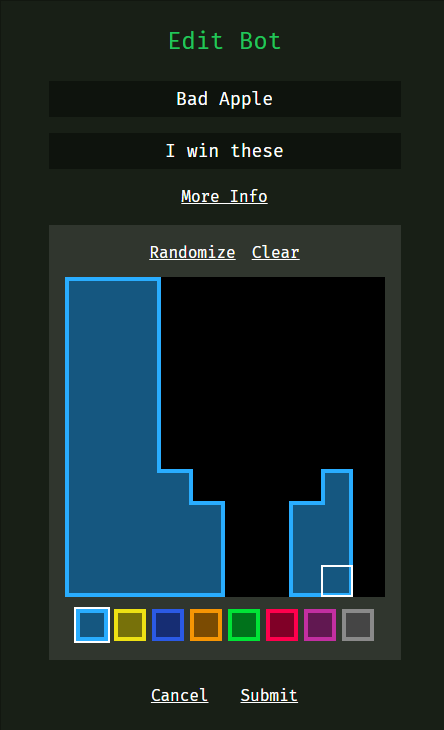 Edit Bot
Bad Apple
I win these
More Info
Randomize Clear
Cancel Submit